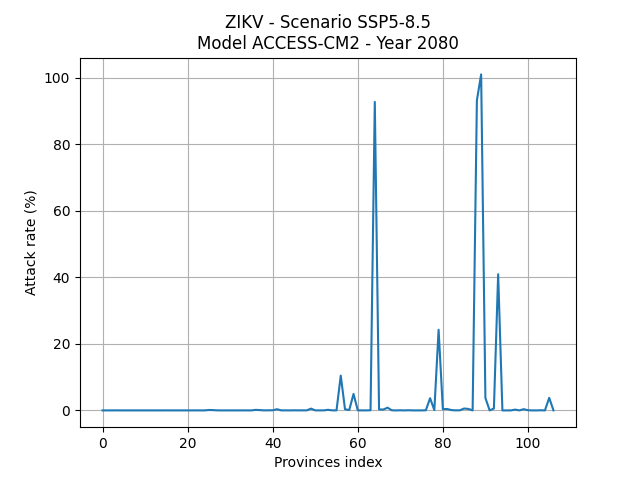 ZIKV - Scenario SSP5-8.5
Model ACCESS-CM2 - Year 2080
100
80
60
40
20
0
Attack rate (%)
0 20 40 60 80 100
Provinces index